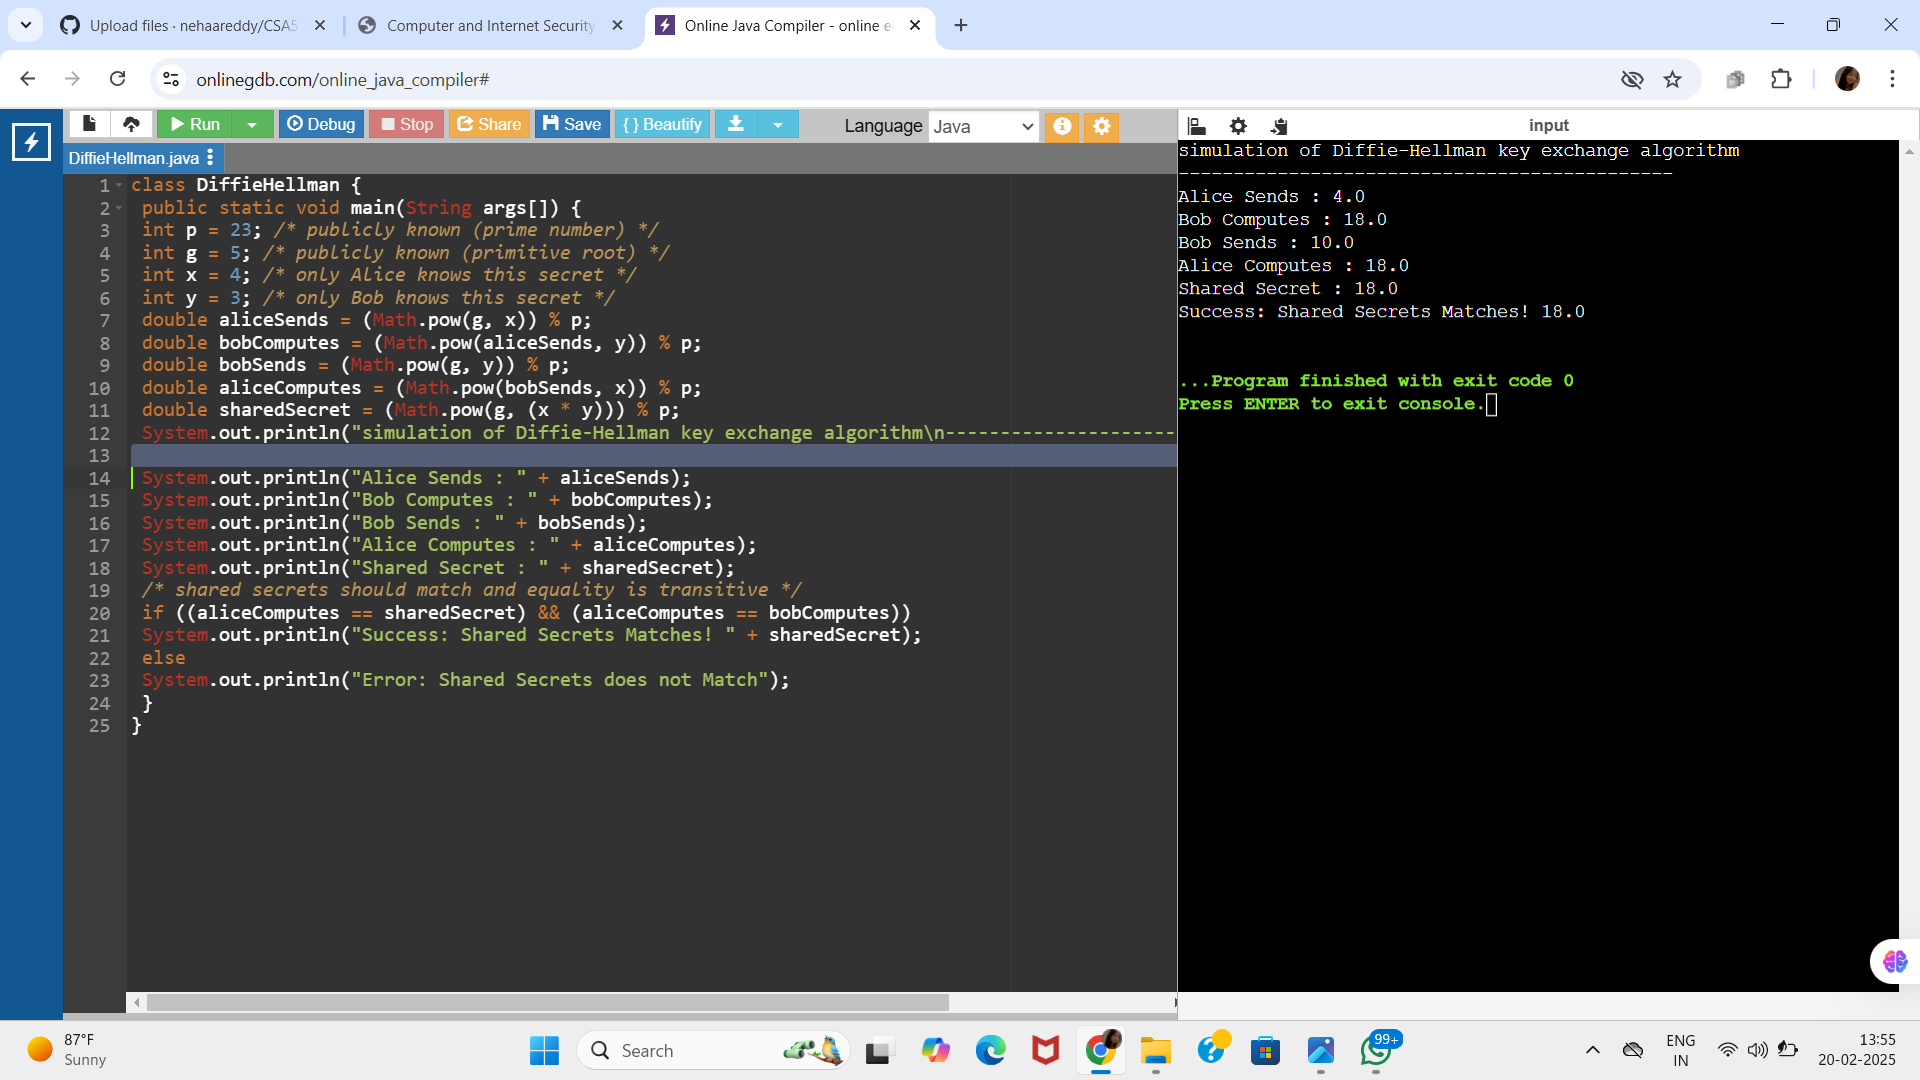 Upload files · nehaareddy/CSA5
Computer and Internet Security
Online Java Compiler - online e
onlinegdb.com/online_java_compiler#
Run
Debug
Stop
Share
Save
{ } Beautify
Language
Java
input
DiffieHellman.java
1 class DiffieHellman {
2 public static void main(String args[]) {
3 int p = 23; /* publicly known (prime number) */
4 int g = 5; /* publicly known (primitive root) */
5 int x = 4; /* only Alice knows this secret */
6 int y = 3; /* only Bob knows this secret */
7 double aliceSends = (Math.pow(g, x)) % p;
8 double bobComputes = (Math.pow(aliceSends, y)) % p;
9 double bobSends = (Math.pow(g, y)) % p;
10 double aliceComputes = (Math.pow(bobSends, x)) % p;
11 double sharedSecret = (Math.pow(g, (x * y))) % p;
12 System.out.println("simulation of Diffie-Hellman key exchange algorithm\n---------------------
13
14 System.out.println("Alice Sends : " + aliceSends);
15 System.out.println("Bob Computes : " + bobComputes);
16 System.out.println("Bob Sends : " + bobSends);
17 System.out.println("Alice Computes : " + aliceComputes);
18 System.out.println("Shared Secret : " + sharedSecret);
19 /* shared secrets should match and equality is transitive */
20 if ((aliceComputes == sharedSecret) && (aliceComputes == bobComputes))
21 System.out.println("Success: Shared Secrets Matches! " + sharedSecret);
22 else
23 System.out.println("Error: Shared Secrets does not Match");
24 }
25 }
simulation of Diffie-Hellman key exchange algorithm
---------------------------------------------
Alice Sends : 4.0
Bob Computes : 18.0
Bob Sends : 10.0
Alice Computes : 18.0
Shared Secret : 18.0
Success: Shared Secrets Matches! 18.0
...Program finished with exit code 0
Press ENTER to exit console.
87°F
Sunny
Search
99+
ENG
IN
13:55
20-02-2025